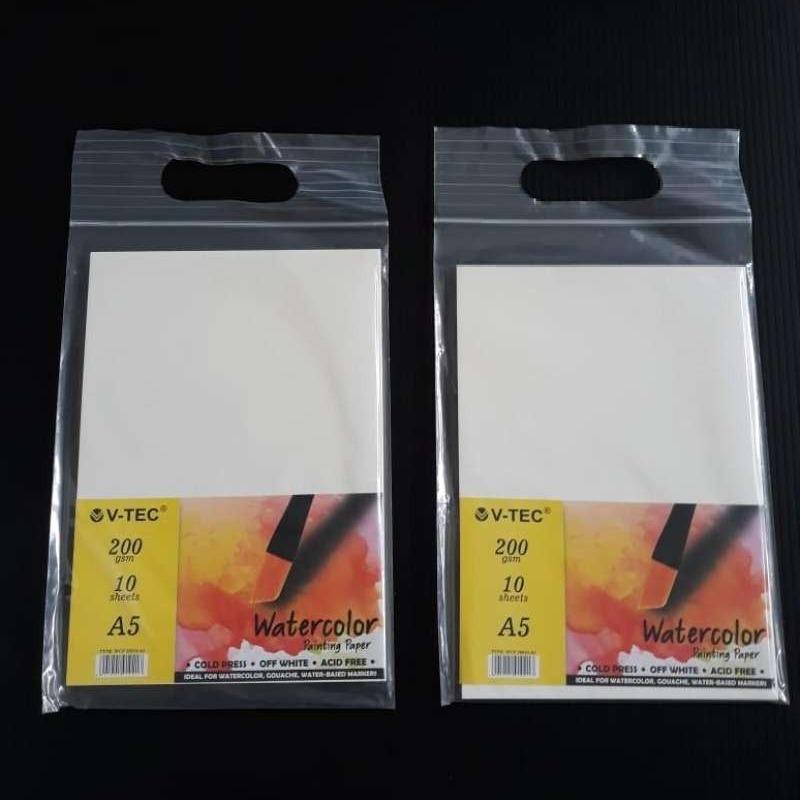 V-TEC®
200
gsm
10
sheets
A5
Watercolor
Painting Paper
• COLD PRESS • OFF WHITE • ACID FREE •
IDEAL FOR WATERCOLOR, GOUACHE, WATER-BASED MARKERS
V-TEC®
200
gsm
10
sheets
A5
Watercolor
Painting Paper
• COLD PRESS • OFF WHITE • ACID FREE •
IDEAL FOR WATERCOLOR, GOUACHE, WATER-BASED MARKERS